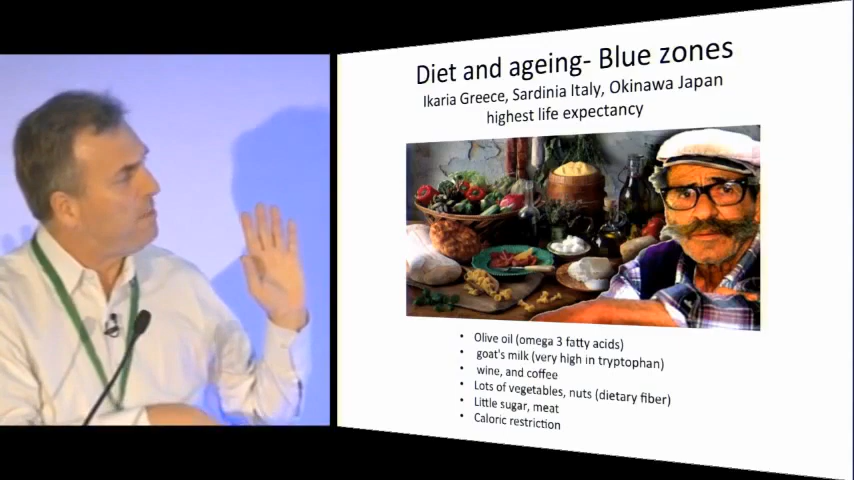 Diet and ageing- Blue zones
Ikaria Greece, Sardinia Italy, Okinawa Japan
highest life expectancy
• Olive oil (omega 3 fatty acids)
• goat's milk (very high in tryptophan)
• wine, and coffee
• Lots of vegetables, nuts (dietary fiber)
• Little sugar, meat
• Caloric restriction